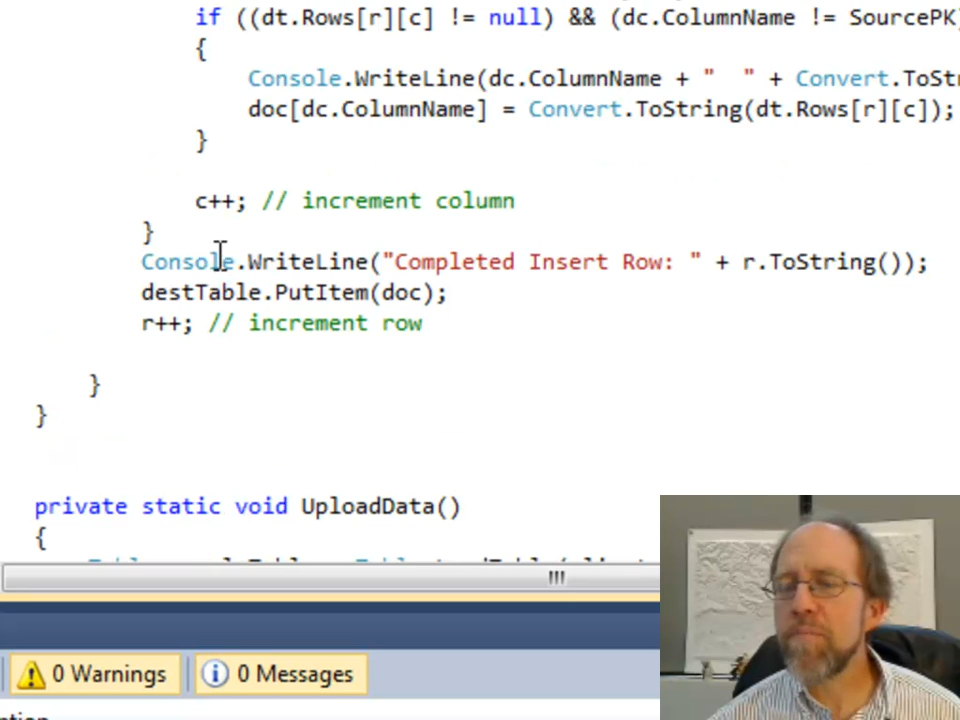 if ((dt.Rows[r][c] != null) && (dc.ColumnName != SourcePK)
{
Console.WriteLine(dc.ColumnName + "  " + Convert.ToStr
doc[dc.ColumnName] = Convert.ToString(dt.Rows[r][c]);
}
c++; // increment column
}
Console.WriteLine("Completed Insert Row: " + r.ToString());
destTable.PutItem(doc);
r++; // increment row
}
}
private static void UploadData()
{
0 Warnings
0 Messages